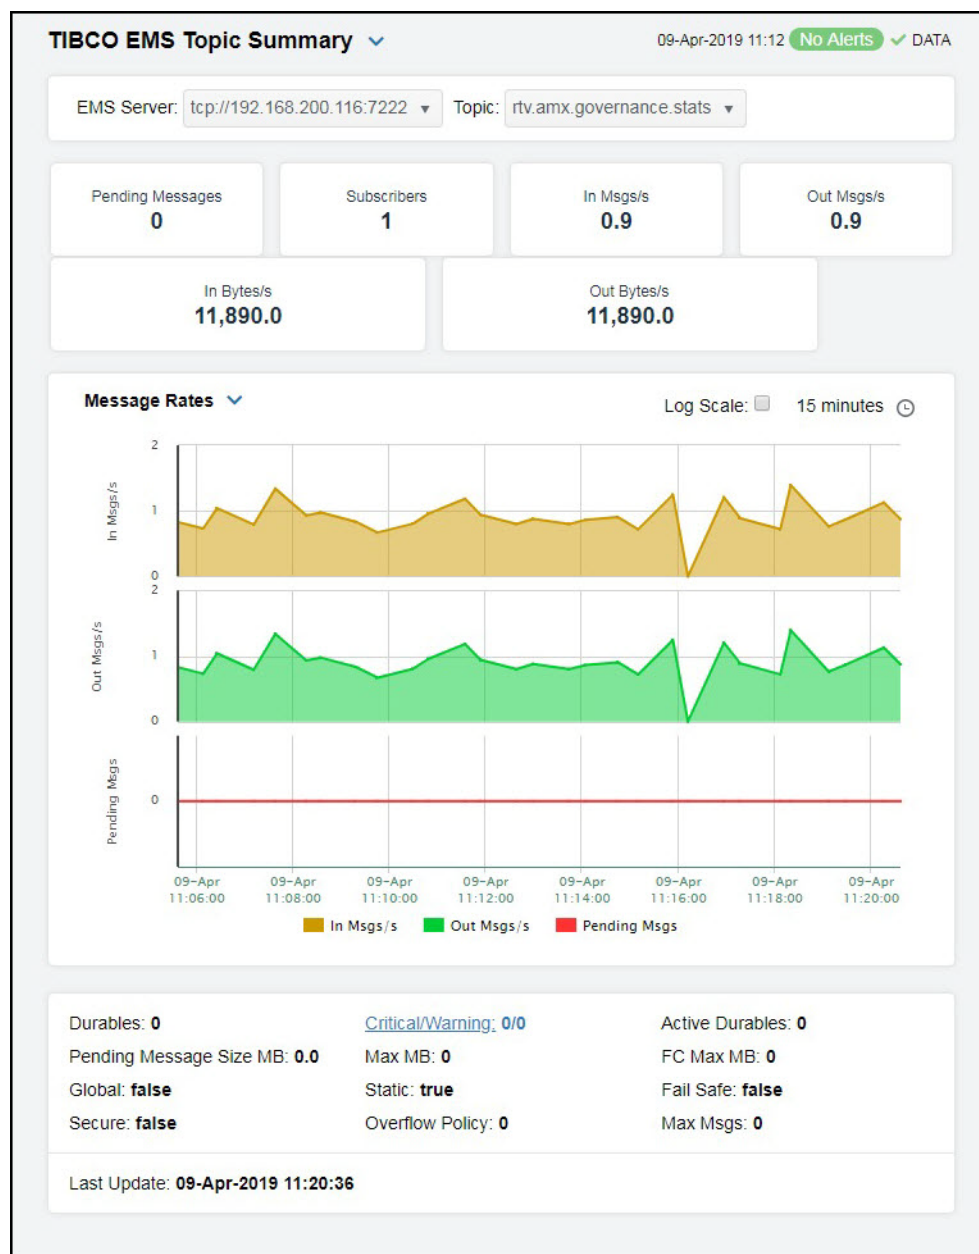 TIBCO EMS Topic Summary 09-Apr-2019 11:12 No Alerts DATA
EMS Server: tcp://192.168.200.116:7222 Topic: rtv.amx.governance.stats
Pending Messages Subscribers In Msgs/s Out Msgs/s
0 1 0.9 0.9
In Bytes/s Out Bytes/s
11,890.0 11,890.0
Message Rates Log Scale: 15 minutes
2
In Msgs/s
1
0
2
Out Msgs/s
1
0
Pending Msgs
0
09-Apr 09-Apr 09-Apr 09-Apr 09-Apr 09-Apr 09-Apr 09-Apr
11:06:00 11:08:00 11:10:00 11:12:00 11:14:00 11:16:00 11:18:00 11:20:00
In Msgs/s Out Msgs/s Pending Msgs
Durables: 0 Critical/Warning: 0/0 Active Durables: 0
Pending Message Size MB: 0.0 Max MB: 0 FC Max MB: 0
Global: false Static: true Fail Safe: false
Secure: false Overflow Policy: 0 Max Msgs: 0
Last Update: 09-Apr-2019 11:20:36